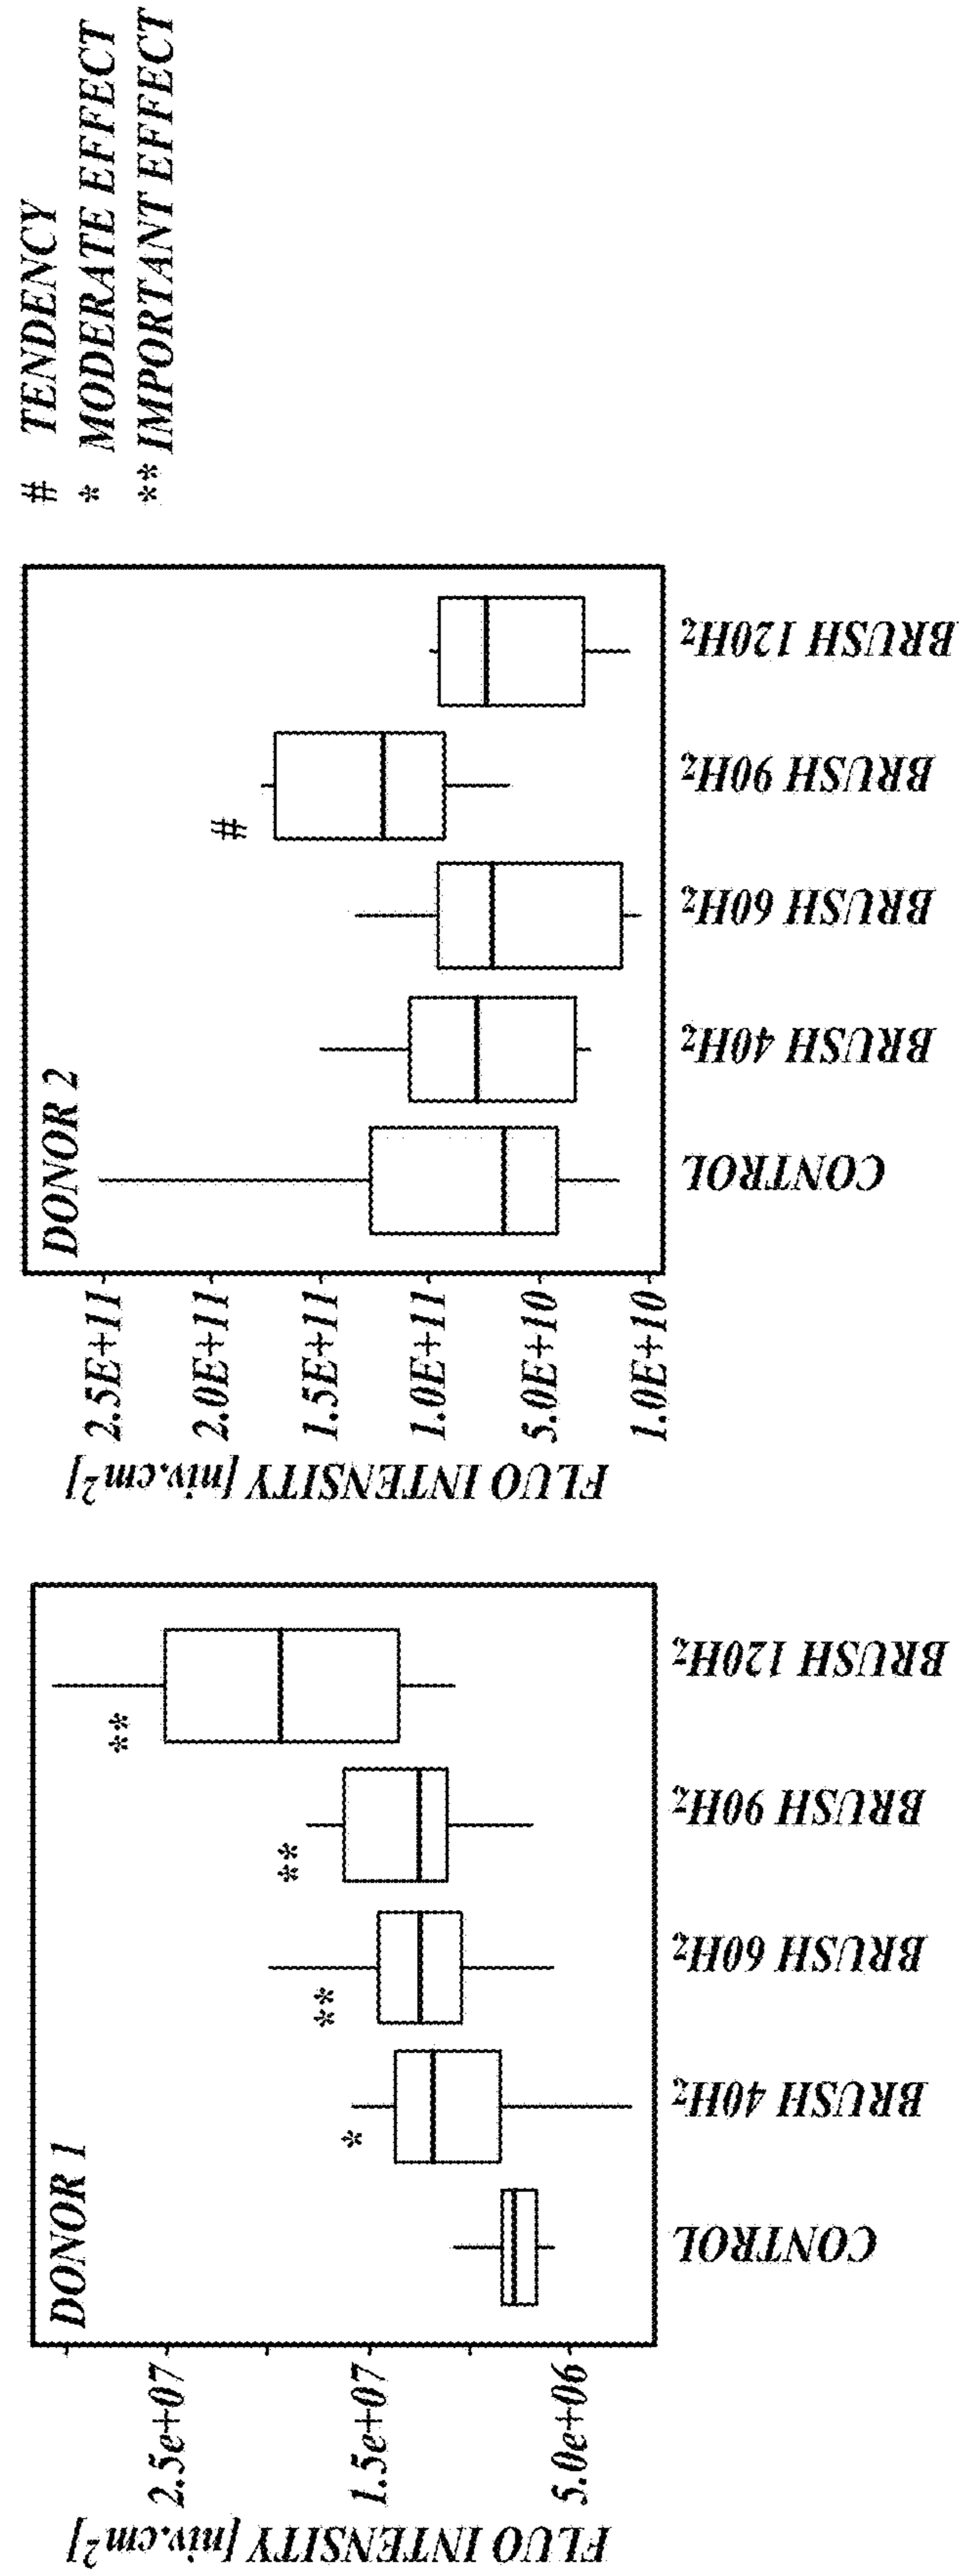 DONOR 1
FLUO INTENSITY [niv.cm²]
2.5e+07
1.5e+07
5.0e+06
**
**
**
*
CONTROL
BRUSH 40Hz
BRUSH 60Hz
BRUSH 90Hz
BRUSH 120Hz
DONOR 2
FLUO INTENSITY [niv.cm²]
2.5E+11
2.0E+11
1.5E+11
1.0E+11
5.0E+10
1.0E+10
#
CONTROL
BRUSH 40Hz
BRUSH 60Hz
BRUSH 90Hz
BRUSH 120Hz
# TENDENCY
* MODERATE EFFECT
** IMPORTANT EFFECT